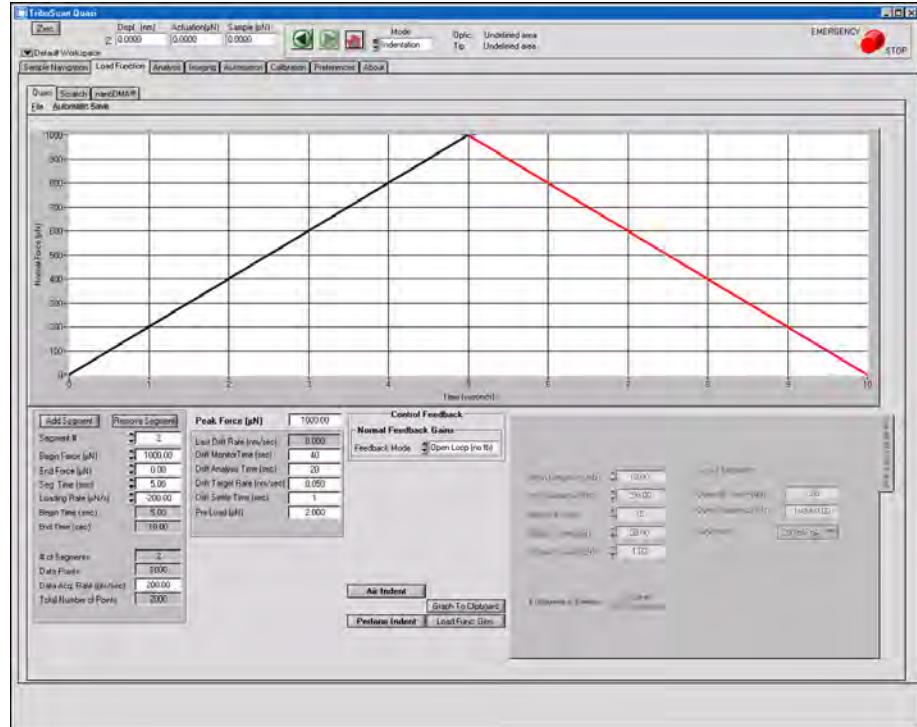 TriboScan Quasi
Zero
Displ. (nm) Actuation(µN) Sample (µN)
Z 0.0000 0.0000 0.0000
Mode
Indentation
Optic: Undefined area
Tip: Undefined area
EMERGENCY
STOP
Default Workspace
Sample Navigation Load Function Analysis Imaging Automation Calibration Preferences About
Quasi Scratch nanoDMA®
File Automatic Save
Normal Force (µN)
1000
900
800
700
600
500
400
300
200
100
0
0 1 2 3 4 5 6 7 8 9 10
Time (seconds)
Add Segment Remove Segment
Segment # 2
Begin Force (µN) 1000.00
End Force (µN) 0.00
Seg. Time (sec) 5.00
Loading Rate (µN/s) -200.00
Begin Time (sec) 5.00
End Time (sec) 10.00
# of Segments 2
Data Points
Data Acq. Rate (pts/sec) 200.00
Total Number of Points 2000
Peak Force (µN) 1000.00
Last Drift Rate (nm/sec) 0.000
Drift MonitorTime (sec) 40
Drift Analysis Time (sec) 20
Drift Target Rate (nm/sec) 0.050
Drift Settle Time (sec) 1
Pre-Load (µN) 2.000
Control Feedback
Normal Feedback Gains
Feedback Mode Open Loop (no fb)
Air Indent
Graph To Clipboard
Perform Indent Load Func Gen.